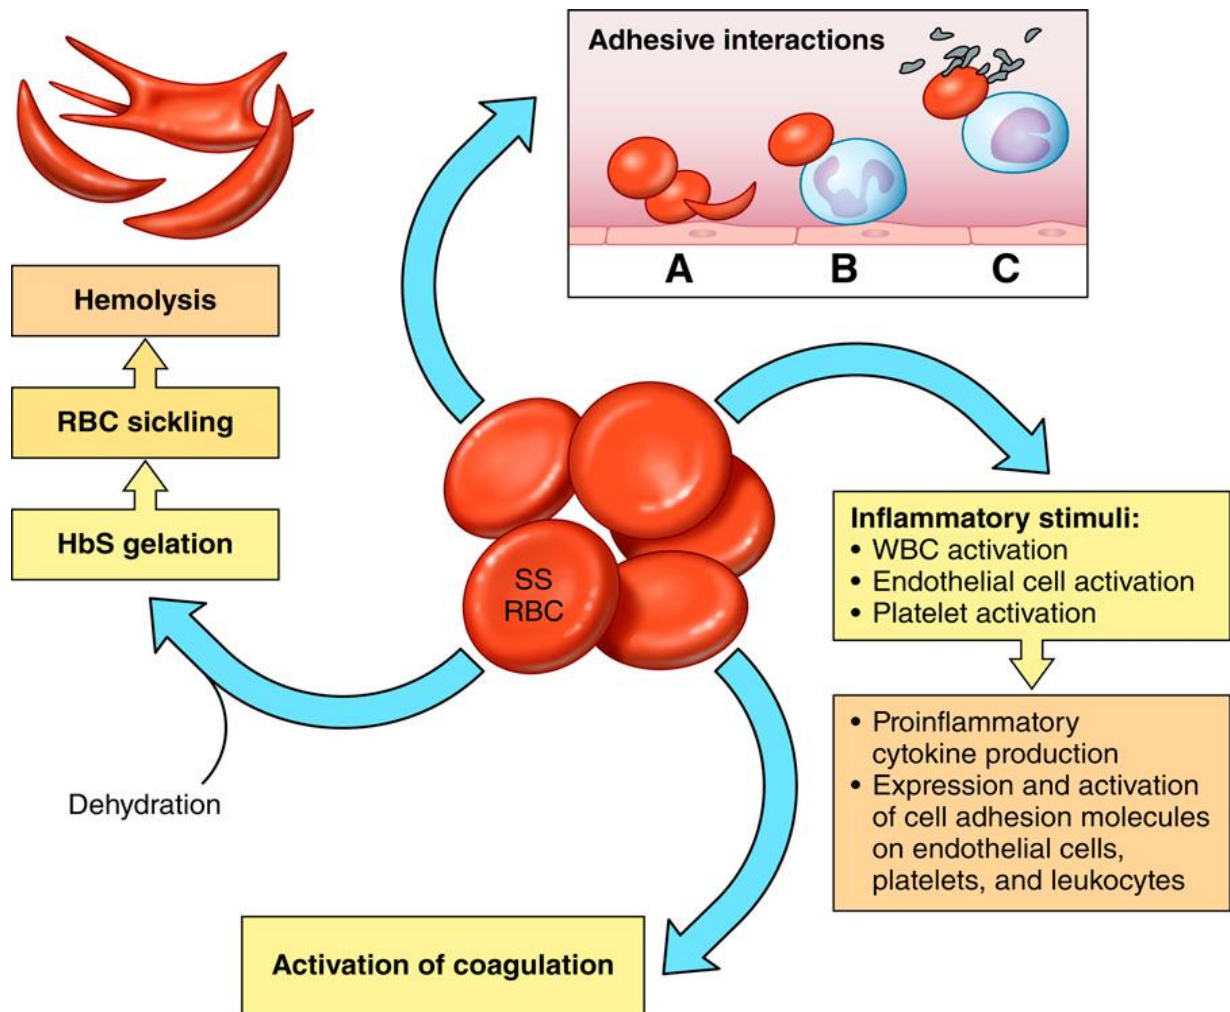 Adhesive interactions
A
B
C
Hemolysis
RBC sickling
HbS gelation
Dehydration
SS
RBC
Inflammatory stimuli:
• WBC activation
• Endothelial cell activation
• Platelet activation
• Proinflammatory
cytokine production
• Expression and activation
of cell adhesion molecules
on endothelial cells,
platelets, and leukocytes
Activation of coagulation